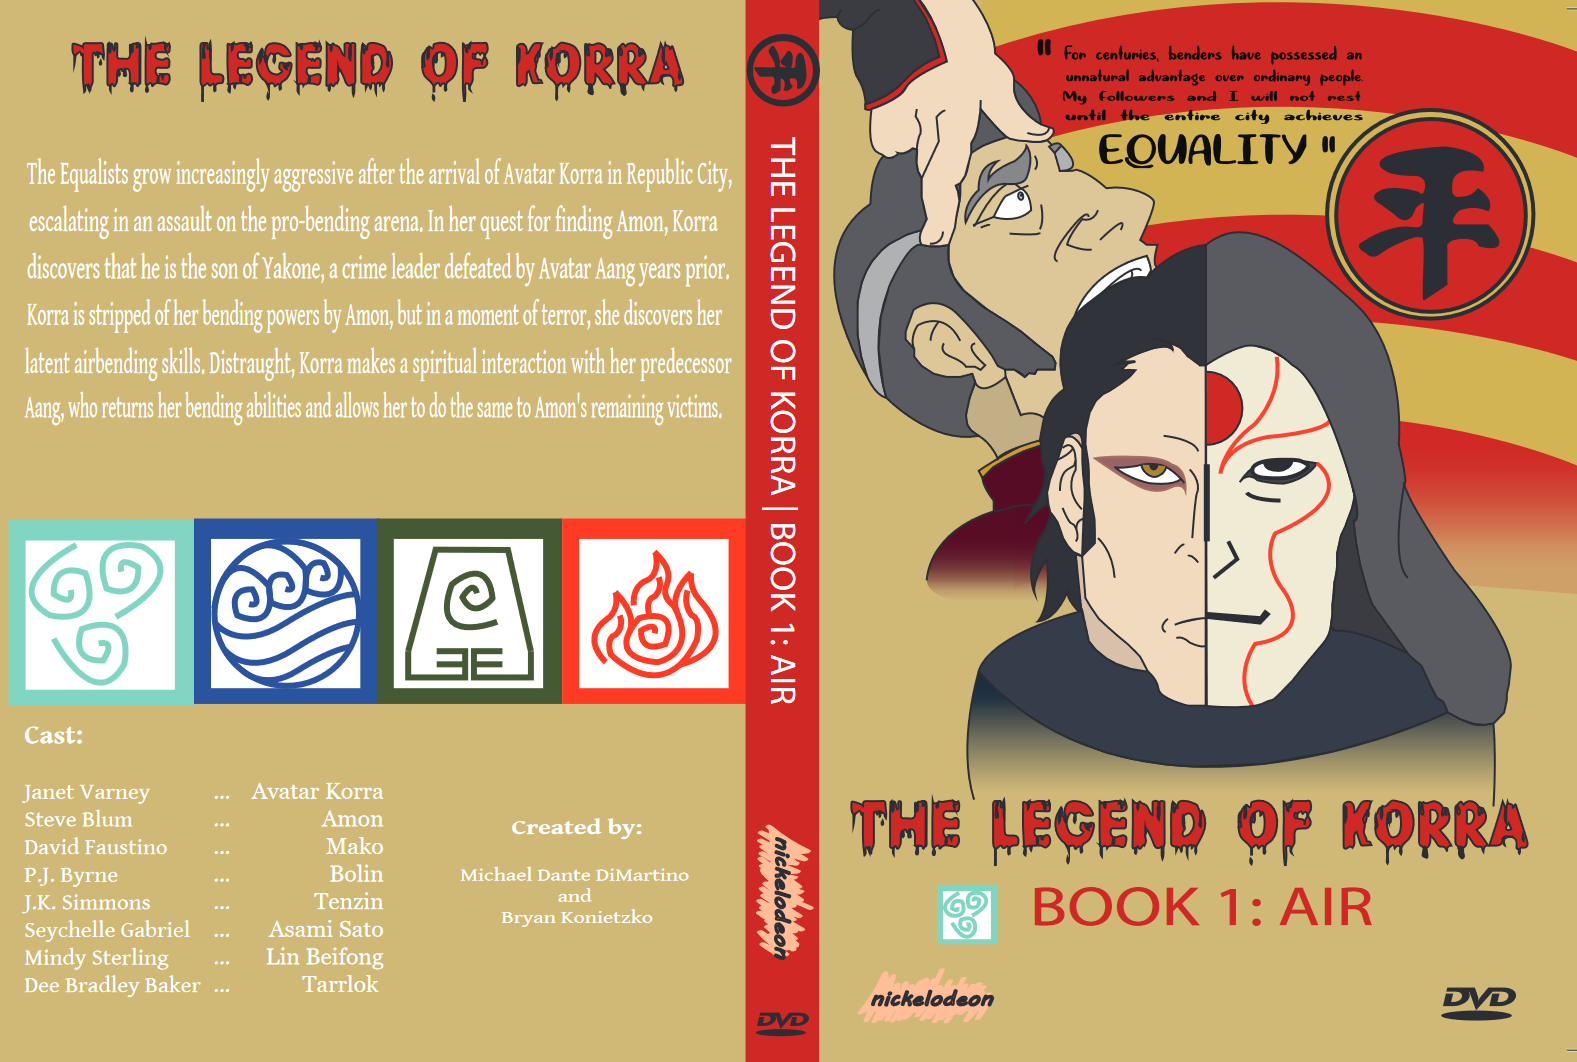 THE LEGEND OF KORRA
The Equalists grow increasingly aggressive after the arrival of Avatar Korra in Republic City,
escalating in an assault on the pro-bending arena. In her quest for finding Amon, Korra
discovers that he is the son of Yakone, a crime leader defeated by Avatar Aang years prior.
Korra is stripped of her bending powers by Amon, but in a moment of terror, she discovers her
latent airbending skills. Distraught, Korra makes a spiritual interaction with her predecessor
Aang, who returns her bending abilities and allows her to do the same to Amon's remaining victims.
Cast:
Janet Varney ... Avatar Korra
Steve Blum ... Amon
David Faustino ... Mako
P.J. Byrne ... Bolin
J.K. Simmons ... Tenzin
Seychelle Gabriel ... Asami Sato
Mindy Sterling ... Lin Beifong
Dee Bradley Baker ... Tarrlok
Created by:
Michael Dante DiMartino
and
Bryan Konietzko
THE LEGEND OF KORRA | BOOK 1: AIR
nickelodeon
DVD
" For centuries, benders have possessed an
unnatural advantage over ordinary people.
My followers and I will not rest
until the entire city achieves
EQUALITY "
THE LEGEND OF KORRA
BOOK 1: AIR
nickelodeon
DVD